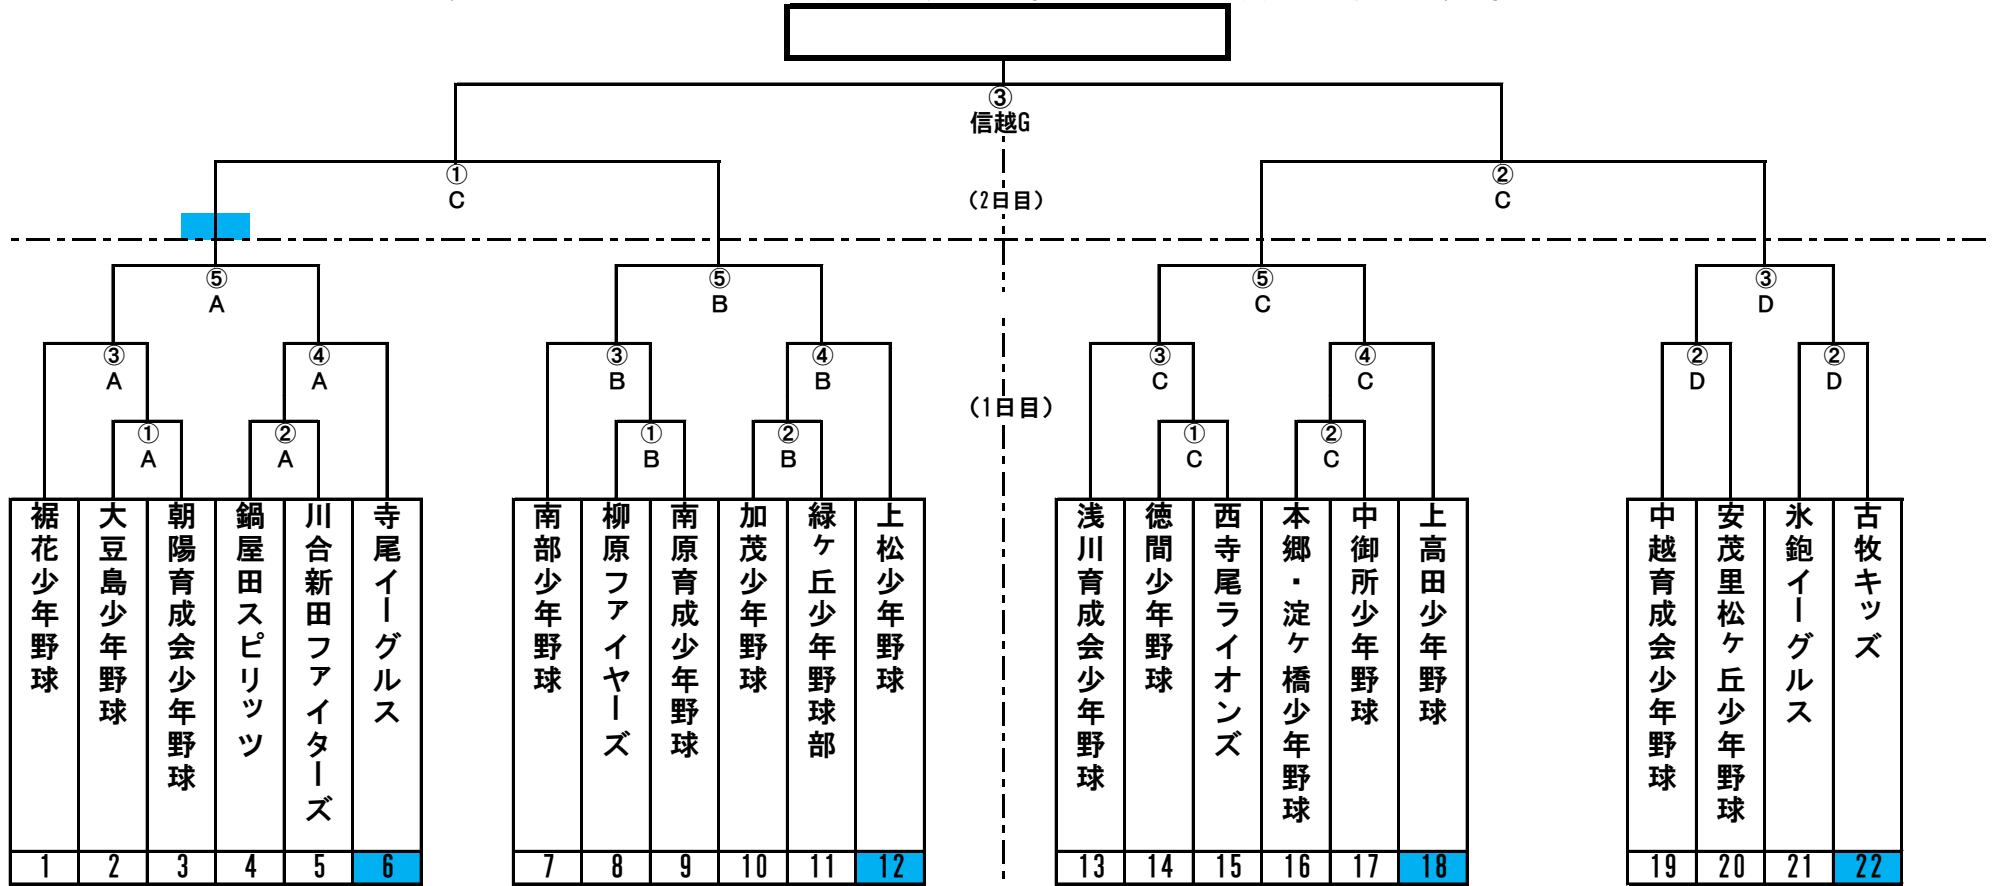 ③
信越G
①
C
②
C
(2日目)
⑤
A
⑤
B
⑤
C
③
D
③
A
④
A
③
B
④
B
③
C
④
C
②
D
②
D
(1日目)
①
A
②
A
①
B
②
B
①
C
②
C
裾花少年野球
大豆島少年野球
朝陽育成会少年野球
鍋屋田スピリッツ
川合新田ファイターズ
寺尾イーグルス
南部少年野球
柳原ファイヤーズ
南原育成少年野球
加茂少年野球
緑ケ丘少年野球部
上松少年野球
浅川育成会少年野球
徳間少年野球
西寺尾ライオンズ
本郷・淀ケ橋少年野球
中御所少年野球
上高田少年野球
中越育成会少年野球
安茂里松ケ丘少年野球
氷鉋イーグルス
古牧キッズ
1 2 3 4 5 6 7 8 9 10 11 12 13 14 15 16 17 18 19 20 21 22